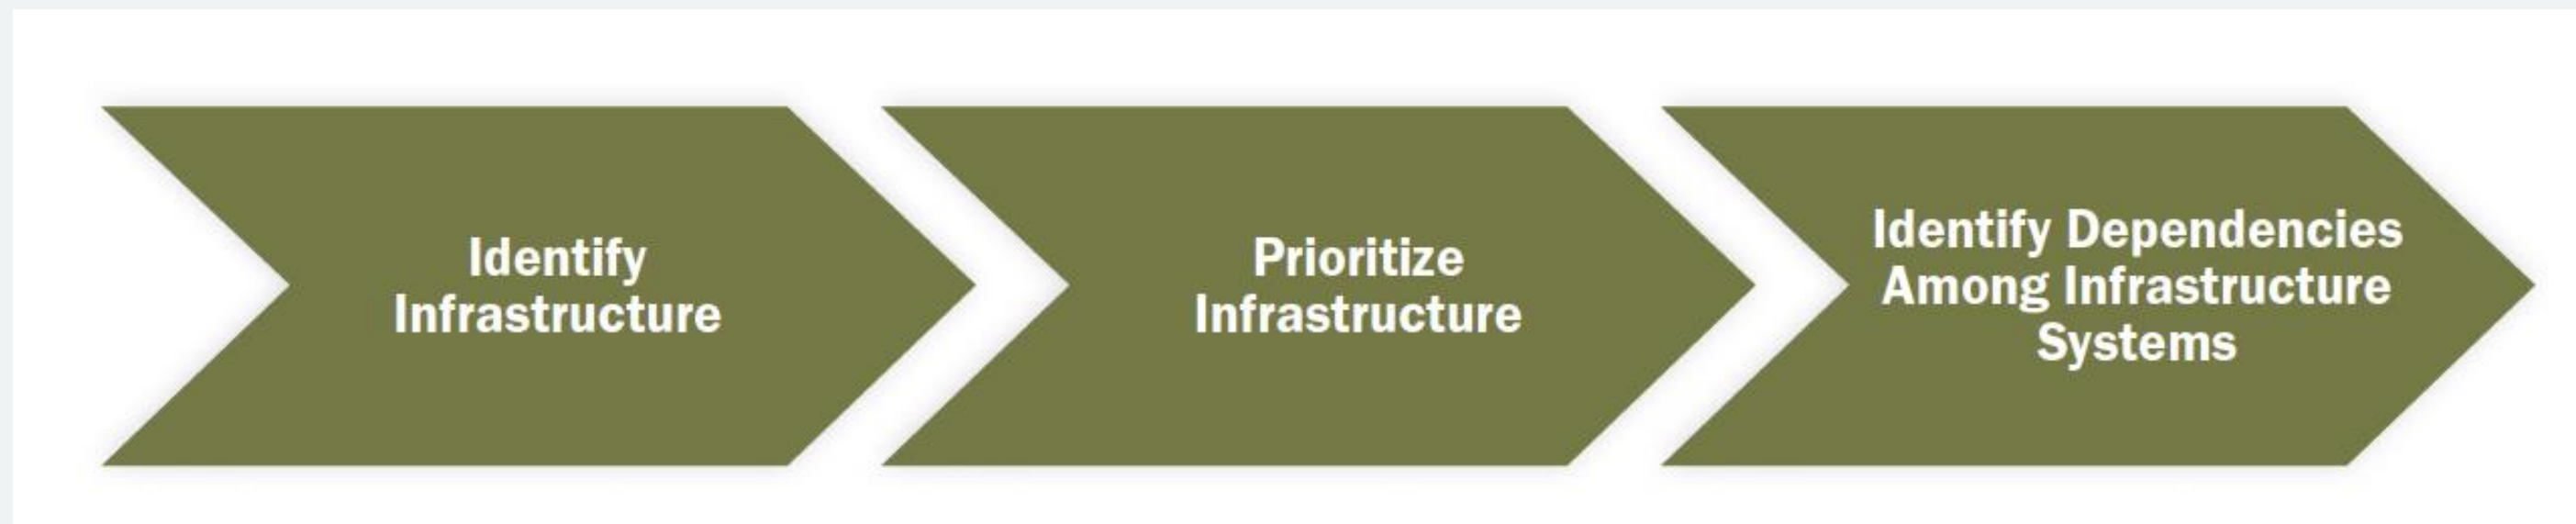 Identify
Infrastructure
Prioritize
Infrastructure
Identify Dependencies
Among Infrastructure
Systems